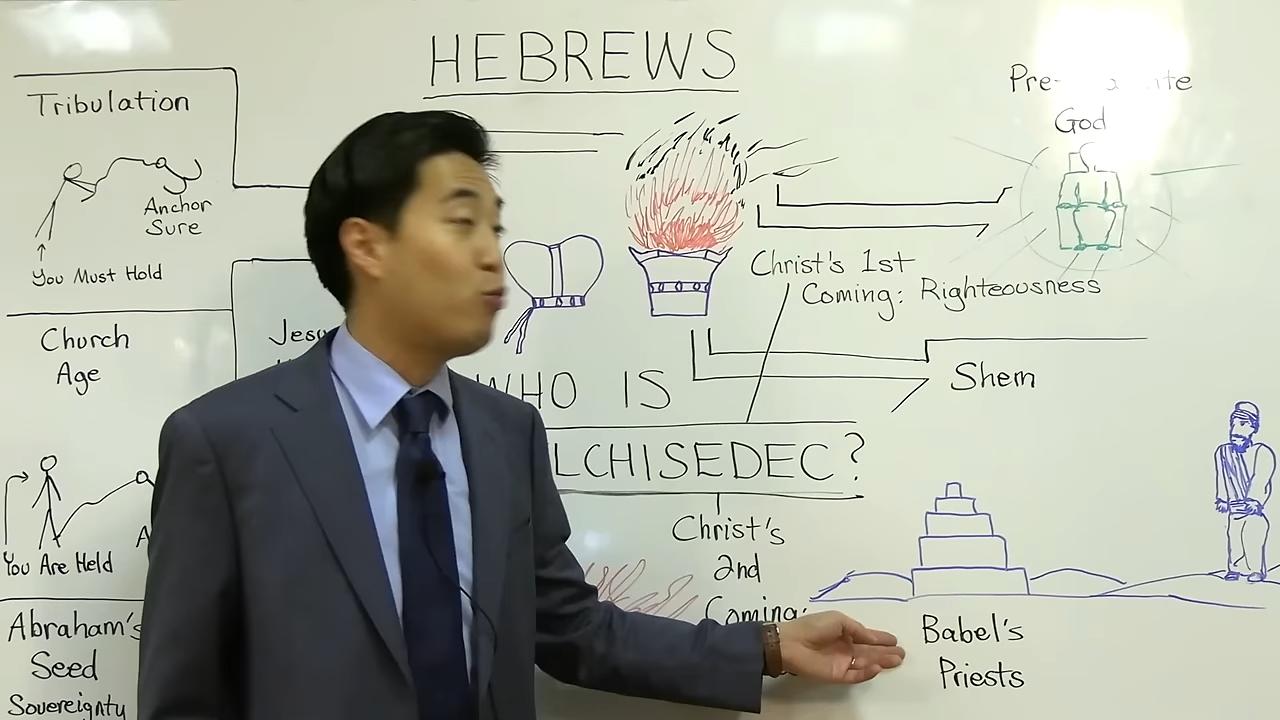 HEBREWS
Tribulation
Anchor
Sure
You Must Hold
Church
Age
You Are Held
Abraham's
Seed
Sovereignty
WHO IS
LCHISEDEC?
Christ's 1st
Coming: Righteousness
Christ's
2nd
Coming:
God
Shem
Babel's
Priests